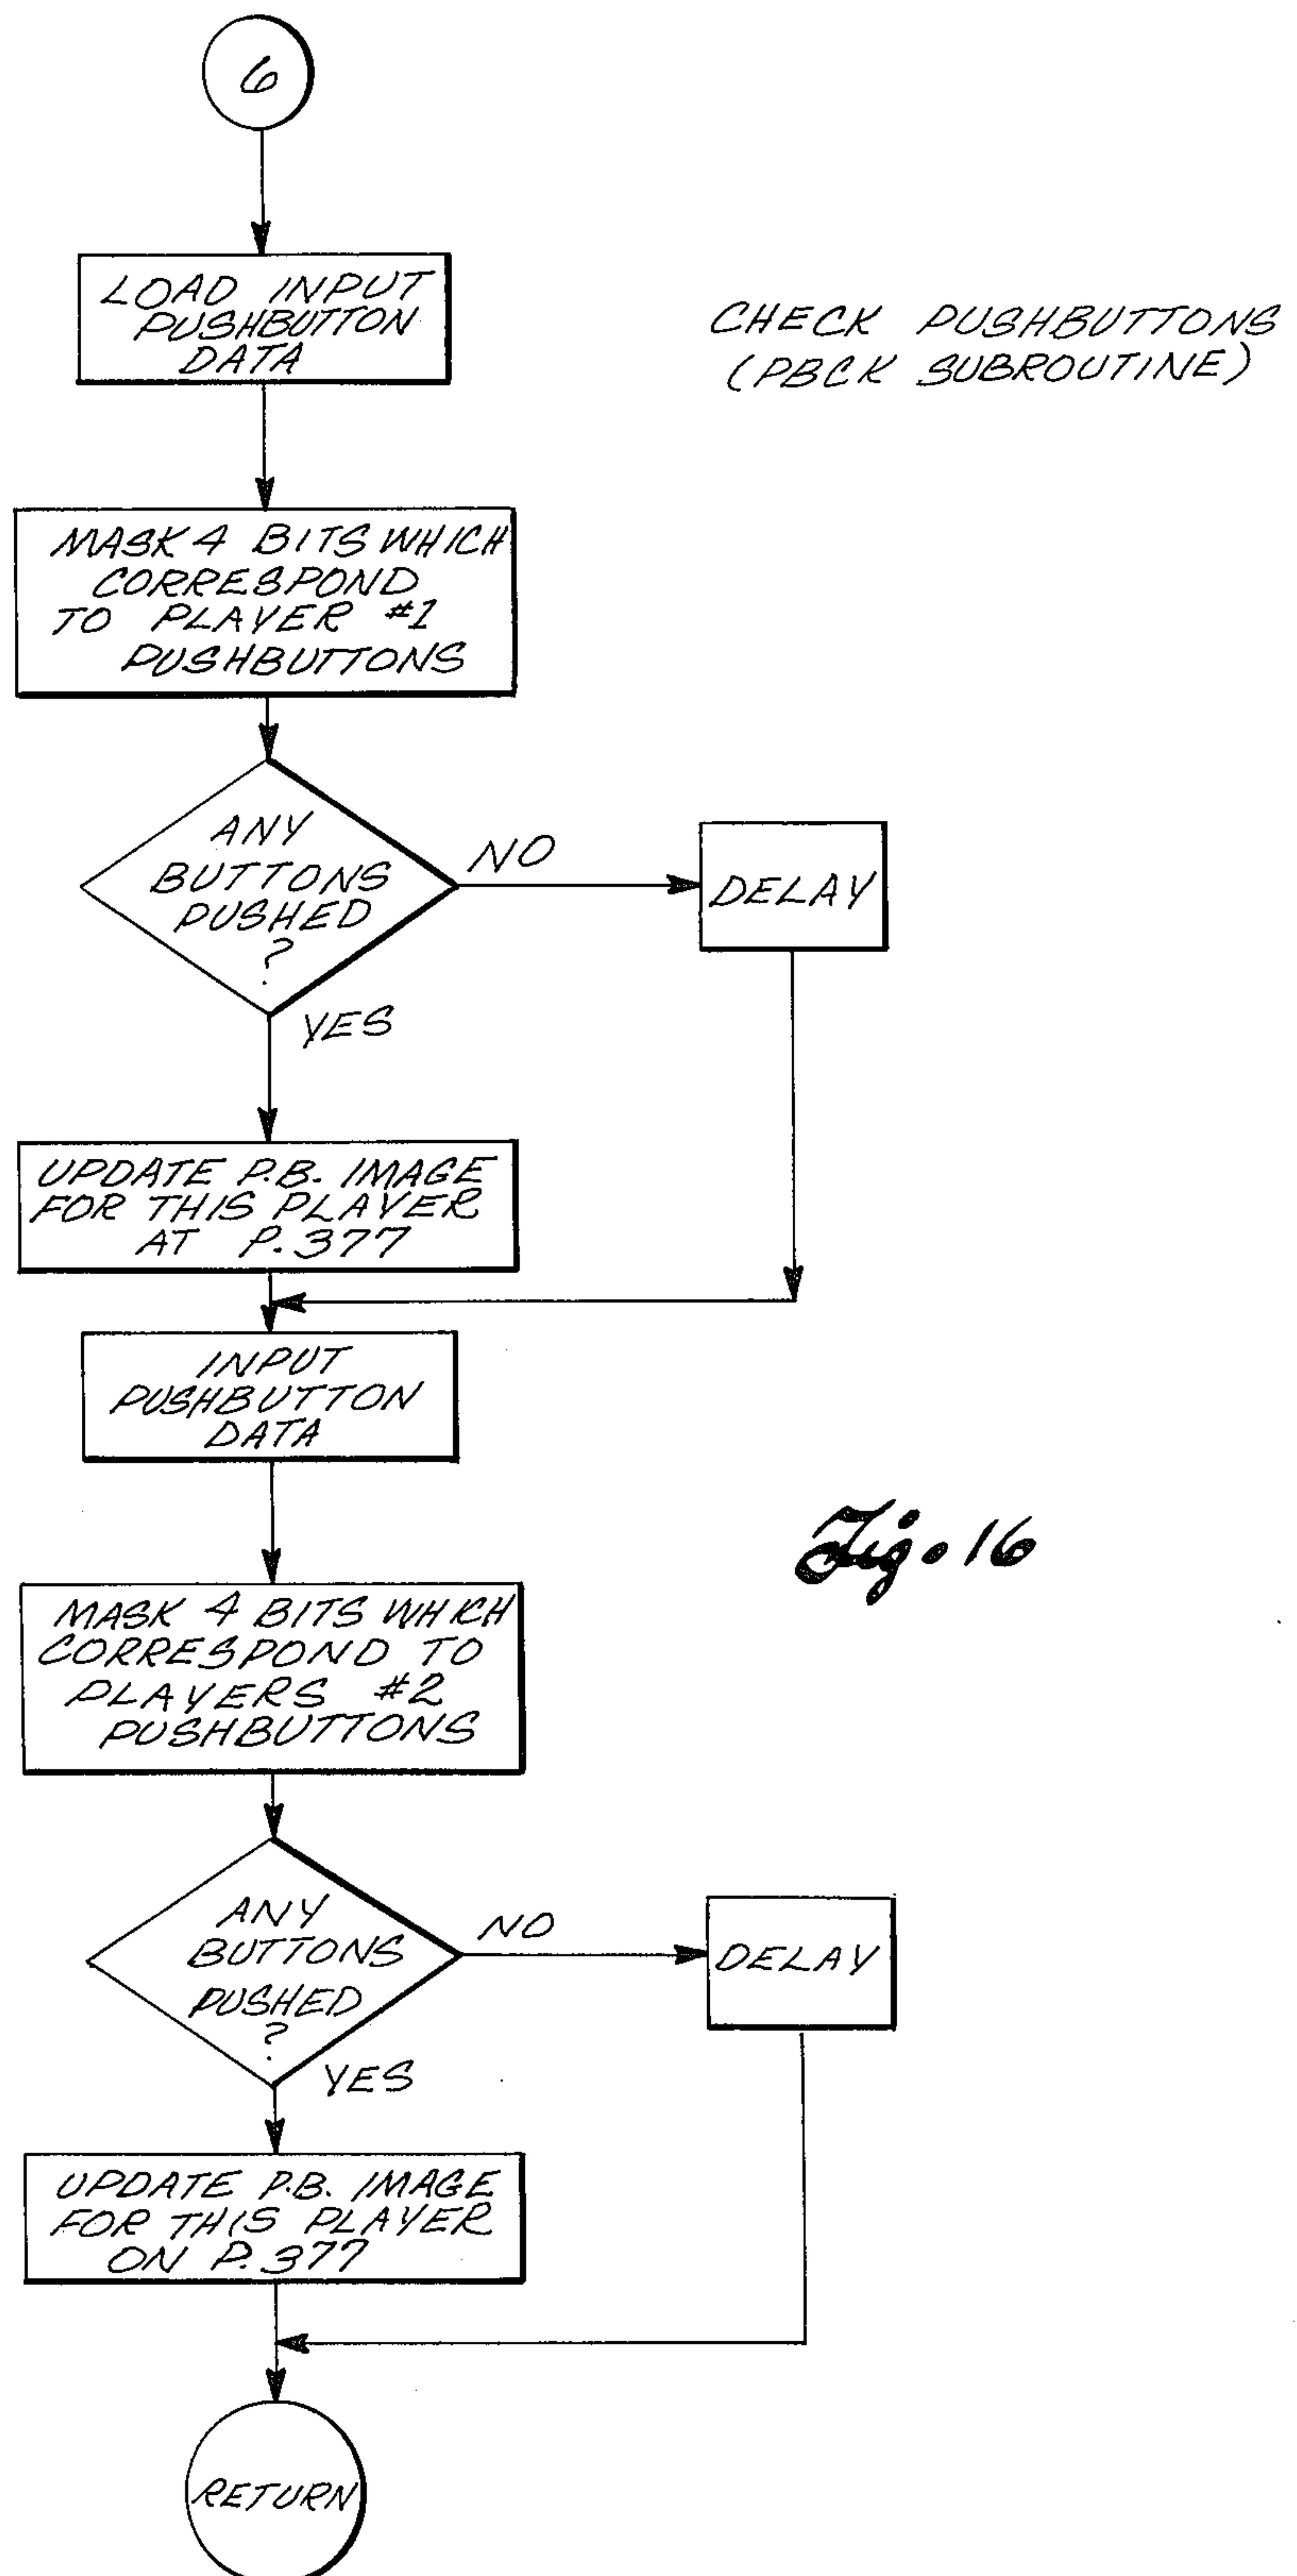 6
LOAD INPUT
PUSHBUTTON
DATA
CHECK PUSHBUTTONS
(PBCK SUBROUTINE)
MASK 4 BITS WHICH
CORRESPOND
TO PLAYER #1
PUSHBUTTONS
ANY
BUTTONS
PUSHED
?
NO
DELAY
YES
UPDATE P.B. IMAGE
FOR THIS PLAYER
AT P.377
INPUT
PUSHBUTTON
DATA
Fig. 16
MASK 4 BITS WHICH
CORRESPOND TO
PLAYERS #2
PUSHBUTTONS
ANY
BUTTONS
PUSHED
?
NO
DELAY
YES
UPDATE P.B. IMAGE
FOR THIS PLAYER
ON P.377
RETURN